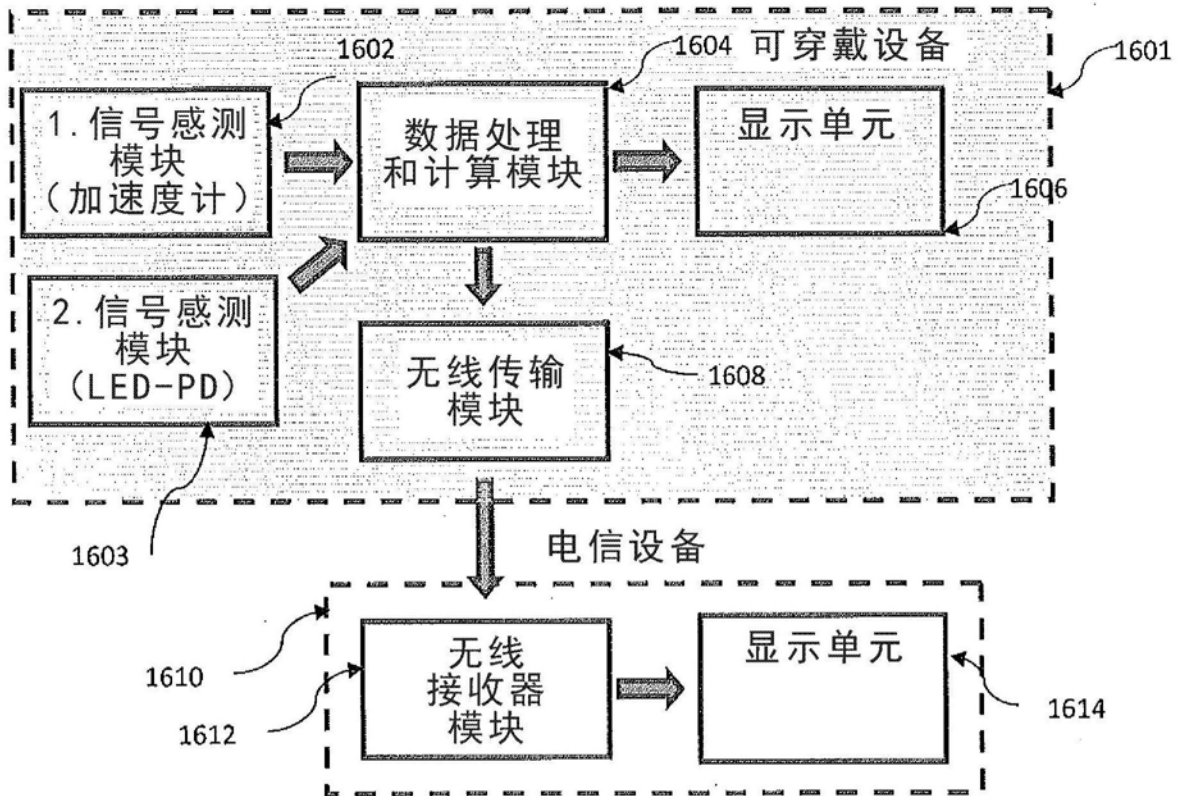 1602
1604
可穿戴设备
1601
1.信号感测
模块
(加速度计)
数据处理
和计算模块
显示单元
1606
2.信号感测
模块
(LED-PD)
无线传输
模块
1608
1603
电信设备
1610
1612
无线
接收器
模块
显示单元
1614